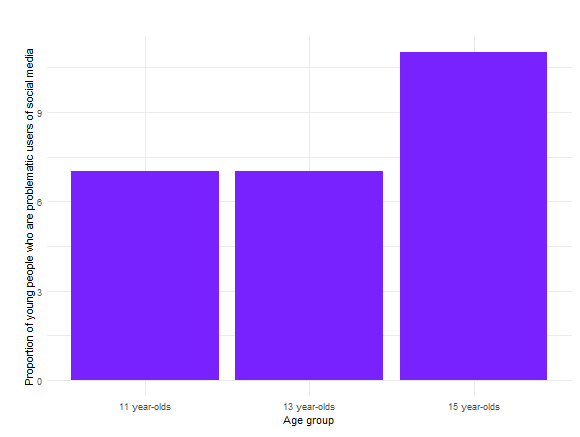 Proportion of young people who are problematic users of social media
9
6
3
0
11 year-olds
13 year-olds
15 year-olds
Age group